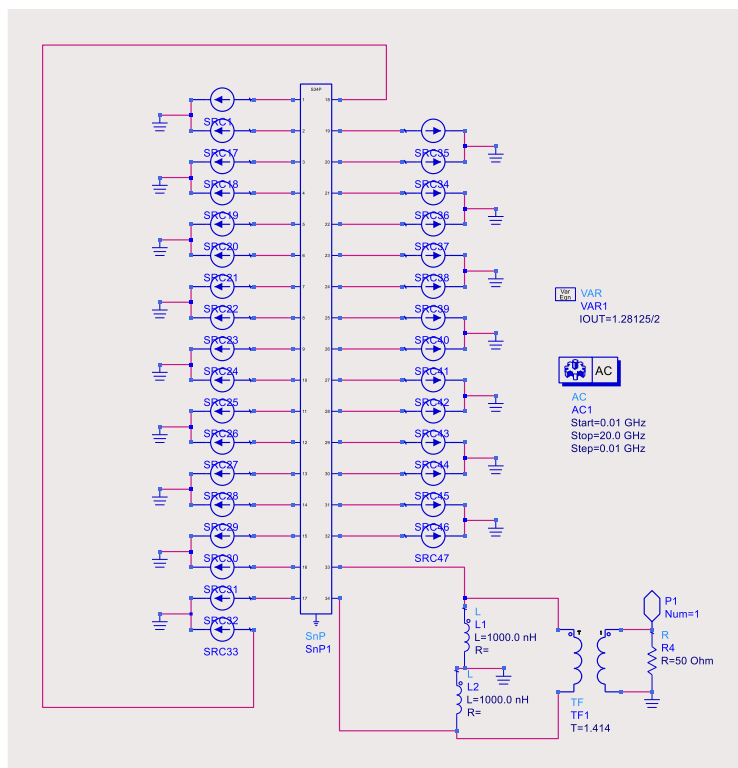 S34P
1
18
SRC1
2
19
SRC17
SRC35
3
20
SRC18
SRC34
4
21
SRC19
SRC36
5
22
SRC20
SRC37
6
23
SRC21
SRC38
7
24
SRC22
SRC39
8
25
SRC23
SRC40
9
26
SRC24
SRC41
10
27
SRC25
SRC42
11
28
SRC26
SRC43
12
29
SRC27
SRC44
13
30
SRC28
SRC45
14
31
SRC29
SRC46
15
32
SRC30
SRC47
16
33
SRC31
17
34
SRC32
SRC33
SnP
SnP1
Var
Eqn
VAR
VAR1
IOUT=1.28125/2
AC
AC
AC1
Start=0.01 GHz
Stop=20.0 GHz
Step=0.01 GHz
L
L1
L=1000.0 nH
R=
L
L2
L=1000.0 nH
R=
T
1
TF
TF1
T=1.414
P1
Num=1
R
R4
R=50 Ohm